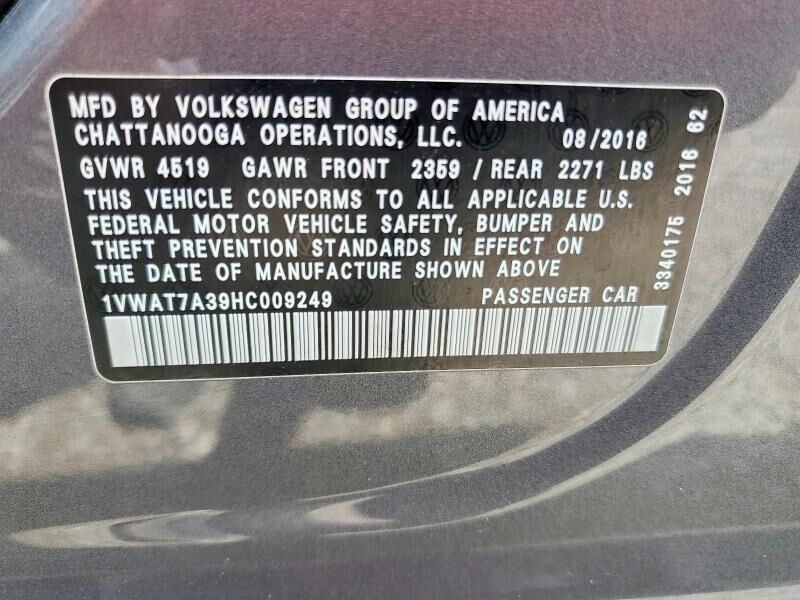 MFD BY VOLKSWAGEN GROUP OF AMERICA
CHATTANOOGA OPERATIONS, LLC. 08/2016
GVWR 4519 GAWR FRONT 2359 / REAR 2271 LBS
THIS VEHICLE CONFORMS TO ALL APPLICABLE U.S.
FEDERAL MOTOR VEHICLE SAFETY, BUMPER AND
THEFT PREVENTION STANDARDS IN EFFECT ON
THE DATE OF MANUFACTURE SHOWN ABOVE
1VWAT7A39HC009249 PASSENGER CAR
3340175 2016 62